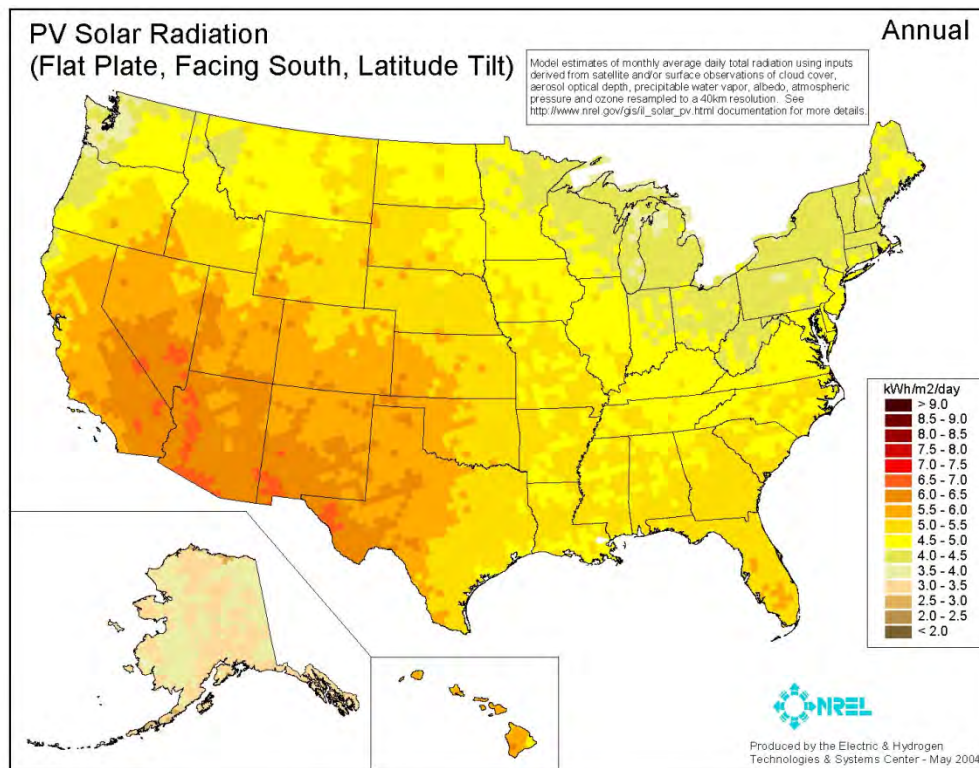 PV Solar Radiation
(Flat Plate, Facing South, Latitude Tilt)
Annual
Model estimates of monthly average daily total radiation using inputs
derived from satellite and/or surface observations of cloud cover,
aerosol optical depth, precipitable water vapor, albedo, atmospheric
pressure and ozone resampled to a 40km resolution. See
http://www.nrel.gov/gis/il_solar_pv.html documentation for more details.
kWh/m2/day
> 9.0
8.5 - 9.0
8.0 - 8.5
7.5 - 8.0
7.0 - 7.5
6.5 - 7.0
6.0 - 6.5
5.5 - 6.0
5.0 - 5.5
4.5 - 5.0
4.0 - 4.5
3.5 - 4.0
3.0 - 3.5
2.5 - 3.0
2.0 - 2.5
< 2.0
NREL
Produced by the Electric & Hydrogen
Technologies & Systems Center - May 2004